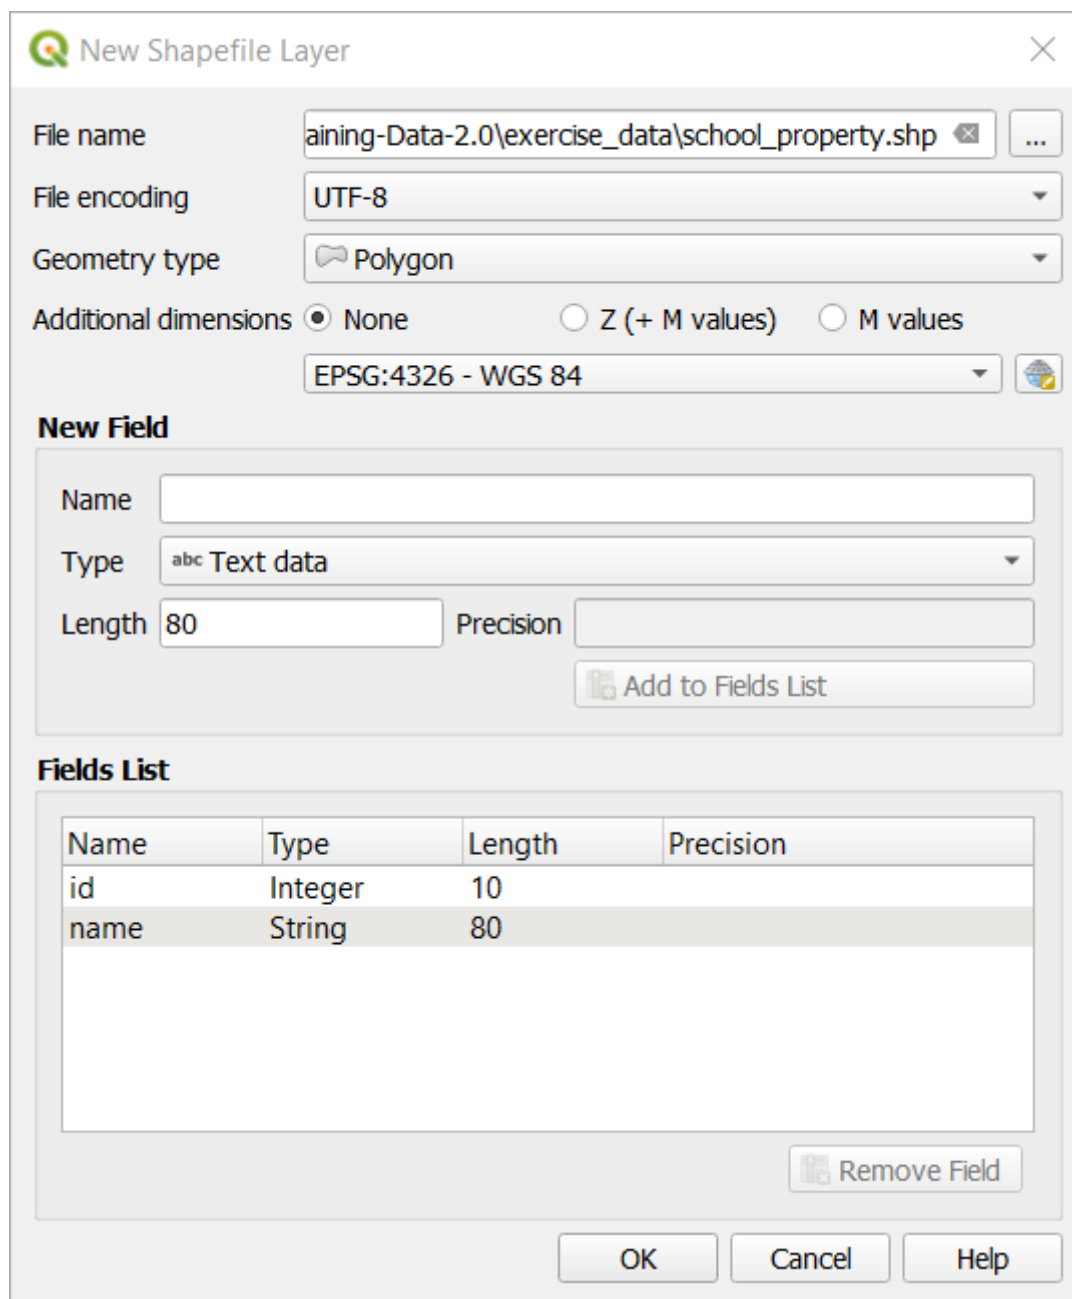 New Shapefile Layer
File name aining-Data-2.0\exercise_data\school_property.shp ...
File encoding UTF-8
Geometry type Polygon
Additional dimensions None Z (+ M values) M values
EPSG:4326 - WGS 84
New Field
Name
Type abc Text data
Length 80 Precision
Add to Fields List
Fields List
Name Type Length Precision
id Integer 10
name String 80
Remove Field
OK Cancel Help